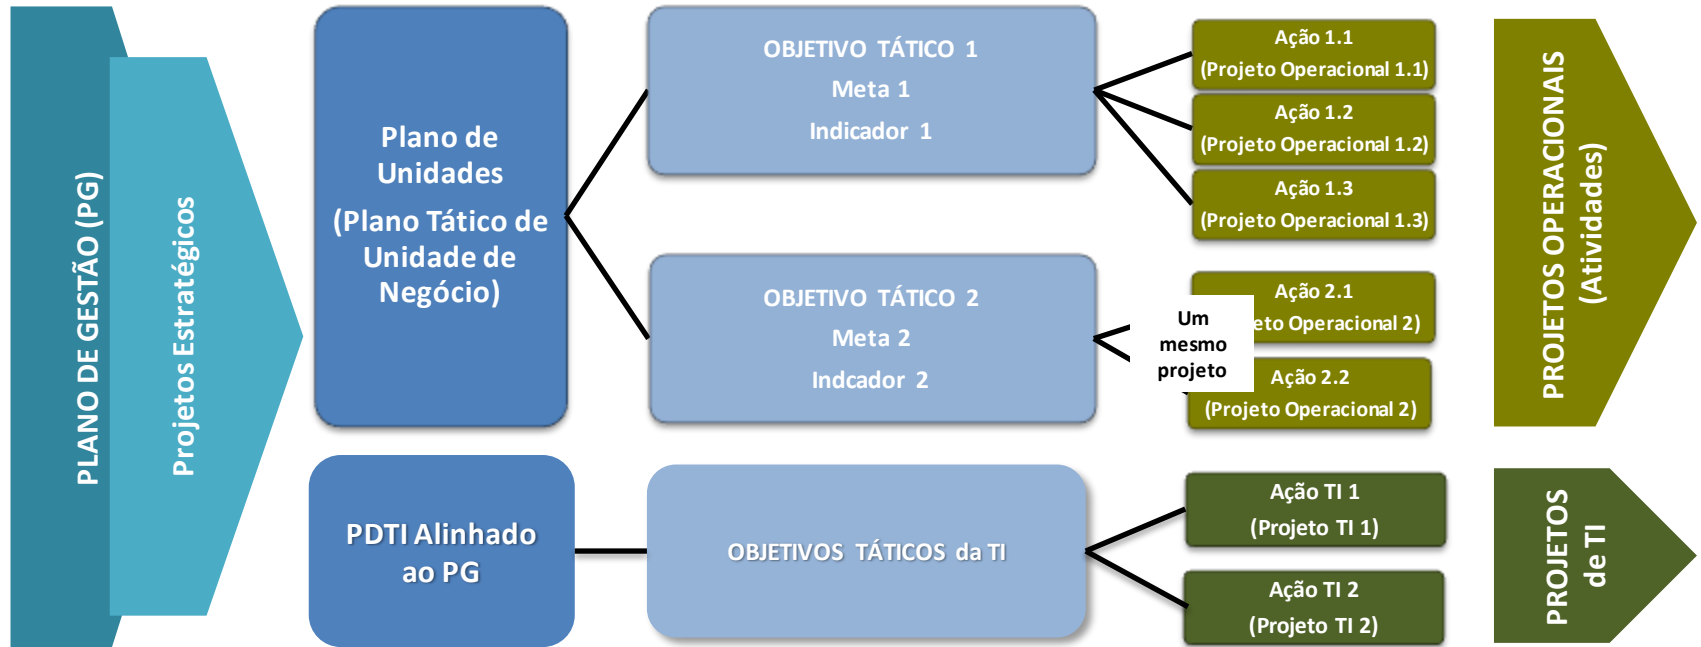 PLANO DE GESTÃO (PG)
Projetos Estratégicos
Plano de
Unidades
(Plano Tático de
Unidade de
Negócio)
OBJETIVO TÁTICO 1
Meta 1
Indicador 1
Ação 1.1
(Projeto Operacional 1.1)
Ação 1.2
(Projeto Operacional 1.2)
Ação 1.3
(Projeto Operacional 1.3)
OBJETIVO TÁTICO 2
Meta 2
Indcador 2
Um
mesmo
projeto
Ação 2.1
eto Operacional 2)
Ação 2.2
(Projeto Operacional 2)
PROJETOS OPERACIONAIS
(Atividades)
PDTI Alinhado
ao PG
OBJETIVOS TÁTICOS da TI
Ação TI 1
(Projeto TI 1)
Ação TI 2
(Projeto TI 2)
PROJETOS
de TI